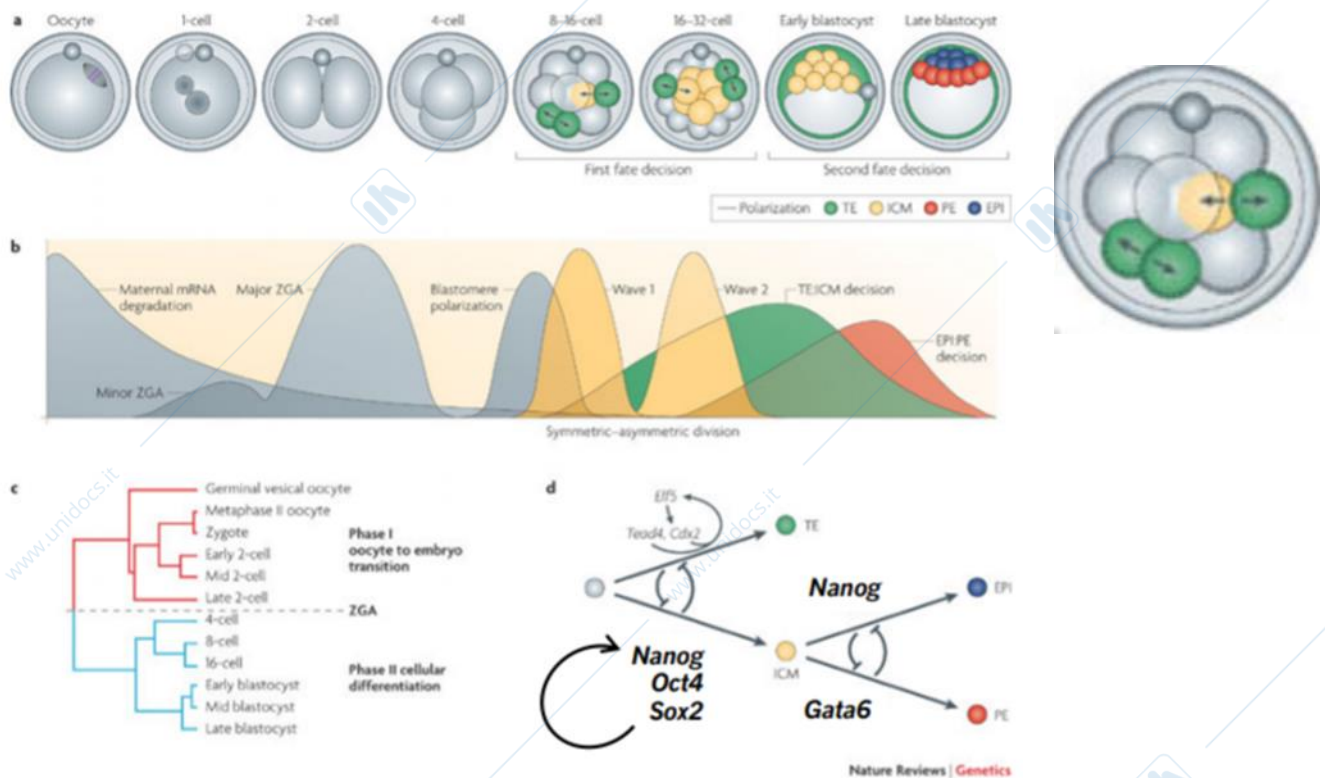 a
Oocyte 1-cell 2-cell 4-cell 8–16-cell 16–32-cell Early blastocyst Late blastocyst
First fate decision Second fate decision
Polarization TE ICM PE EPI
b
Maternal mRNA
degradation
Major ZGA
Blastomere
polarization
Wave 1
Wave 2
TE:ICM decision
EPI:PE
decision
Minor ZGA
Symmetric–asymmetric division
c
Germinal vesical oocyte
Metaphase II oocyte
Zygote
Early 2-cell
Mid 2-cell
Late 2-cell
Phase I
oocyte to embryo
transition
ZGA
4-cell
8-cell
16-cell
Early blastocyst
Mid blastocyst
Late blastocyst
Phase II cellular
differentiation
d
Elf5
Tead4, Cdx2
TE
Nanog
EPI
Nanog
Oct4
Sox2
ICM
Gata6
PE
Nature Reviews | Genetics
www.unidocs.it
www.unidocs.it